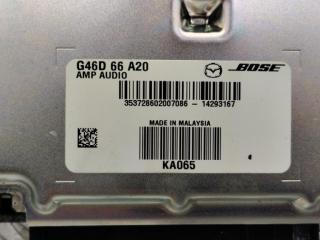 G46D 66 A20
AMP AUDIO
BOSE
353728602007086 - 14293167
MADE IN MALAYSIA
KA065